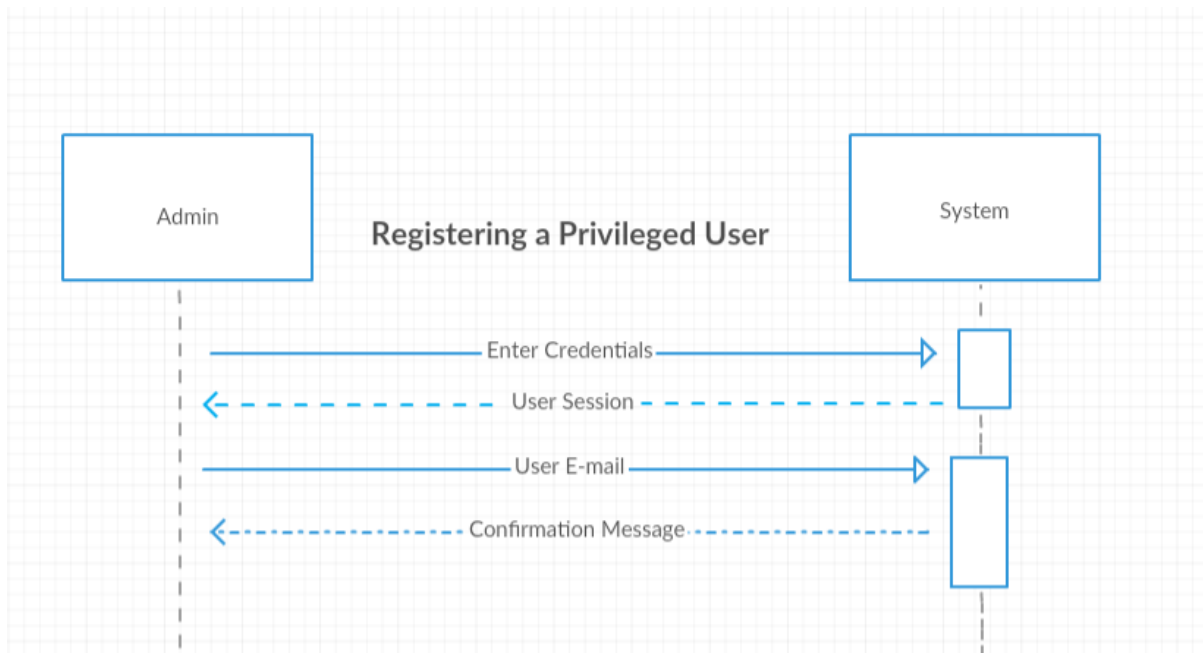 Admin
System
Registering a Privileged User
Enter Credentials
User Session
User E-mail
Confirmation Message